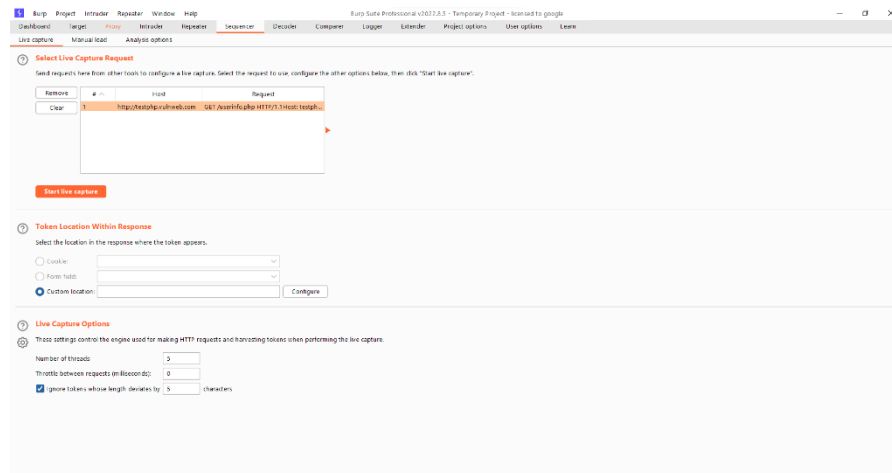 Burp Project Intruder Repeater Window Help Burp Suite Professional v2022.8.5 - Temporary Project - licensed to google
Dashboard Target Proxy Intruder Repeater Sequencer Decoder Comparer Logger Extender Project options User options Learn
Live capture Manual load Analysis options
Select Live Capture Request
Send requests here from other tools to configure a live capture. Select the request to use, configure the other options below, then click "Start live capture".
Remove # Host Request
Clear 1 http://testphp.vulnweb.com GET /userinfo.php HTTP/1.1Host: testph...
Start live capture
Token Location Within Response
Select the location in the response where the token appears.
Cookie:
Form field:
Custom location: Configure
Live Capture Options
These settings control the engine used for making HTTP requests and harvesting tokens when performing the live capture.
Number of threads: 5
Throttle between requests (milliseconds): 0
Ignore tokens whose length deviates by 5 characters